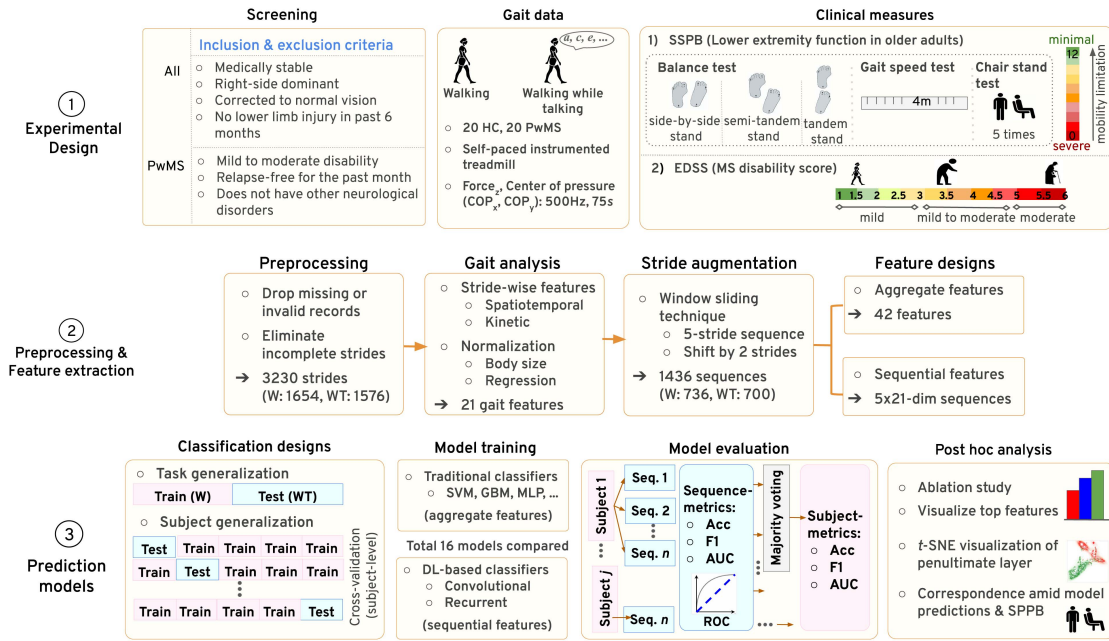 Screening
Gait data
Clinical measures
1
Experimental
Design
All
Inclusion & exclusion criteria
Medically stable
Right-side dominant
Corrected to normal vision
No lower limb injury in past 6
months
PwMS
Mild to moderate disability
Relapse-free for the past month
Does not have other neurological
disorders
a, c, e, ...
Walking
Walking while
talking
20 HC, 20 PwMS
Self-paced instrumented
treadmill
Force_z, Center of pressure
(COP_x, COP_y): 500Hz, 75s
1) SSPB (Lower extremity function in older adults)
Balance test
side-by-side
stand
semi-tandem
stand
tandem
stand
Gait speed test
4m
Chair stand
test
5 times
minimal
12
0
severe
mobility limitation
2) EDSS (MS disability score)
1 1.5 2 2.5 3 3.5 4 4.5 5 5.5 6
mild mild to moderate moderate
2
Preprocessing &
Feature extraction
Preprocessing
Drop missing or
invalid records
Eliminate
incomplete strides
→ 3230 strides
(W: 1654, WT: 1576)
Gait analysis
Stride-wise features
Spatiotemporal
Kinetic
Normalization
Body size
Regression
→ 21 gait features
Stride augmentation
Window sliding
technique
5-stride sequence
Shift by 2 strides
→ 1436 sequences
(W: 736, WT: 700)
Feature designs
Aggregate features
→ 42 features
Sequential features
→ 5x21-dim sequences
3
Prediction
models
Classification designs
Task generalization
Train (W) Test (WT)
Subject generalization
Test Train Train Train Train
Train Test Train Train Train
Train Train Train Train Test
Cross-validation
(subject-level)
Model training
Traditional classifiers
SVM, GBM, MLP, ...
(aggregate features)
Total 16 models compared
DL-based classifiers
Convolutional
Recurrent
(sequential features)
Model evaluation
Subject 1
Subject j
Seq. 1
Seq. 2
Seq. n
Seq. n
Sequence-
metrics:
Acc
F1
AUC
ROC
Majority voting
Subject-
metrics:
Acc
F1
AUC
Post hoc analysis
Ablation study
Visualize top features
t-SNE visualization of
penultimate layer
Correspondence amid model
predictions & SPPB